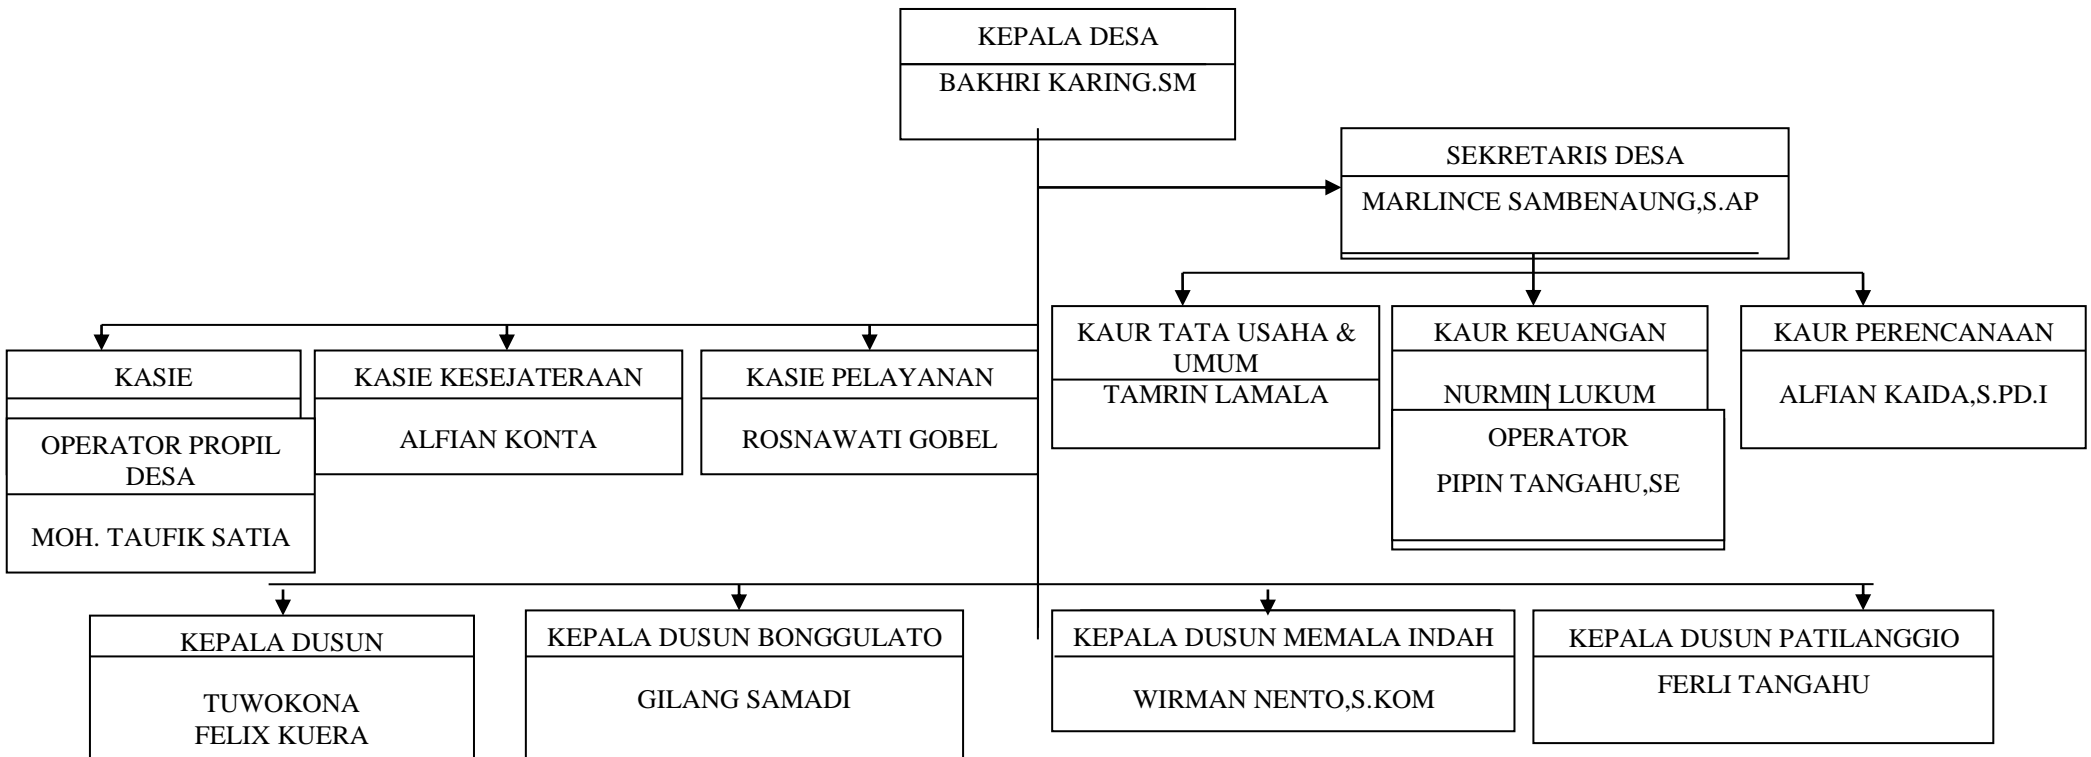 KEPALA DESA
BAKHRI KARING.SM
SEKRETARIS DESA
MARLINCE SAMBENAUNG,S.AP
KAUR TATA USAHA &
UMUM
TAMRIN LAMALA
KAUR KEUANGAN
NURMIN LUKUM
OPERATOR
PIPIN TANGAHU,SE
KAUR PERENCANAAN
ALFIAN KAIDA,S.PD.I
KASIE
OPERATOR PROPIL
DESA
MOH. TAUFIK SATIA
KASIE KESEJATERAAN
ALFIAN KONTA
KASIE PELAYANAN
ROSNAWATI GOBEL
KEPALA DUSUN
TUWOKONA
FELIX KUERA
KEPALA DUSUN BONGGULATO
GILANG SAMADI
KEPALA DUSUN MEMALA INDAH
WIRMAN NENTO,S.KOM
KEPALA DUSUN PATILANGGIO
FERLI TANGAHU